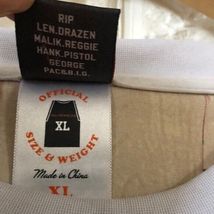 RIP
LEN.DRAZEN
MALIK.REGGIE
HANK.PISTOL
GEORGE
PAC&B.I.G.
OFFICIAL
XL
SIZE & WEIGHT
Made in China
XL